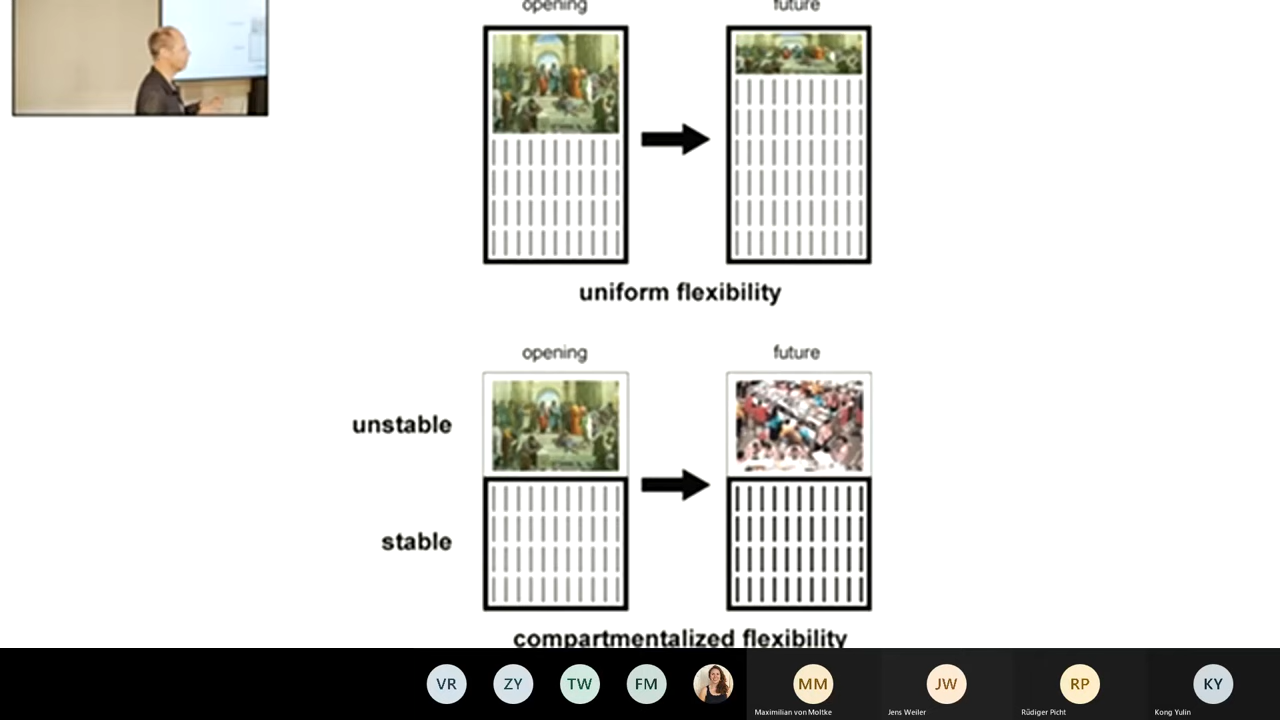 opening future
uniform flexibility
opening future
unstable
stable
compartmentalized flexibility
VR ZY TW FM MM JW RP KY
Maximilian von Moltke Jens Weiler Rüdiger Picht Kong Yulin